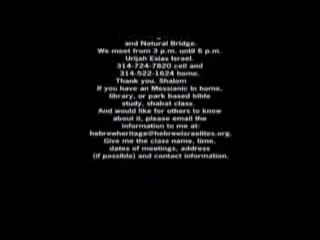 and Natural Bridge.
We meet from 3 p.m. until 6 p.m.
Urijah Esias Israel.
314-724-7820 cell and
314-522-1624 home.
Thank you. Shalom
If you have an Messianic in home,
library, or park based bible
study, shabat class.
And would like for others to know
about it, please email the
information to me at:
hebrewheritage@hebrewisraelites.org,
Give me the class name, time,
dates of meetings, address
(if possible) and contact information.